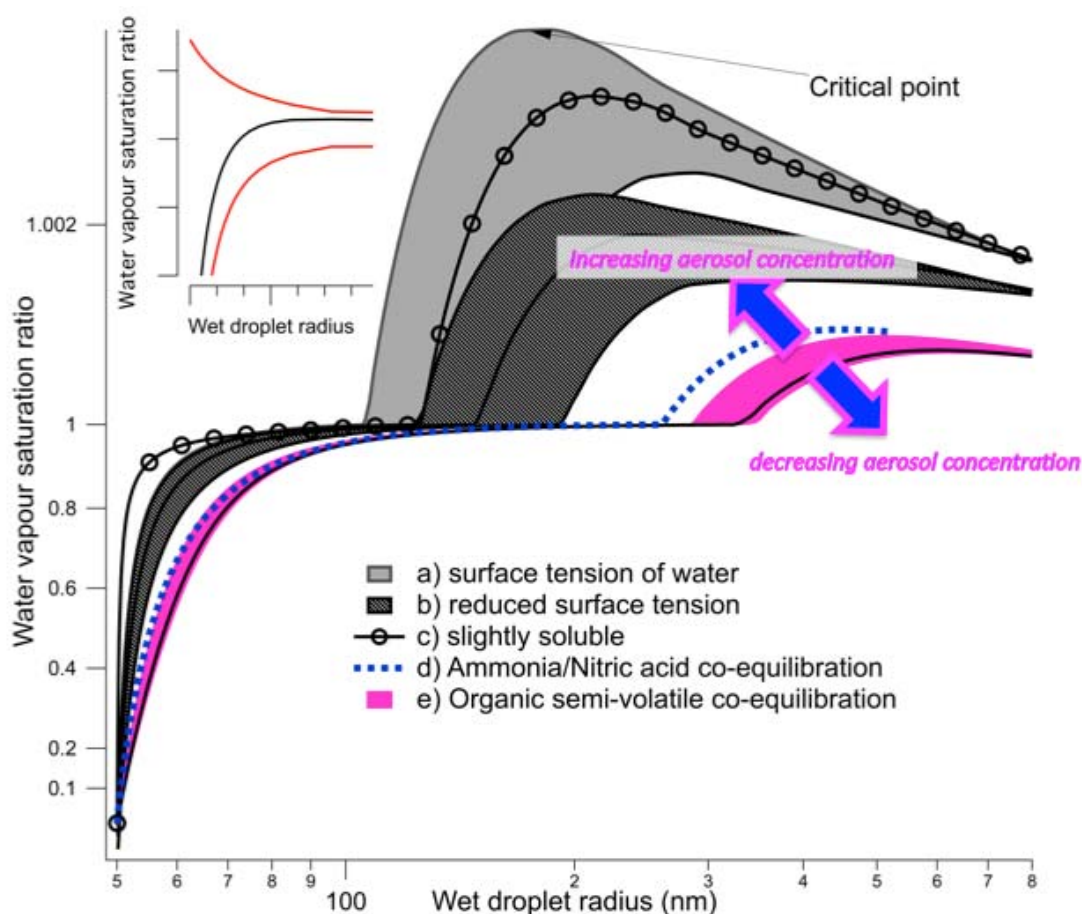 Water vapour saturation ratio
Wet droplet radius
Critical point
Water vapour saturation ratio
1.002
1
0.8
0.6
0.4
0.2
0.1
Increasing aerosol concentration
decreasing aerosol concentration
a) surface tension of water
b) reduced surface tension
c) slightly soluble
d) Ammonia/Nitric acid co-equilibration
e) Organic semi-volatile co-equilibration
5 6 7 8 9 100 2 3 4 5 6 7 8
Wet droplet radius (nm)